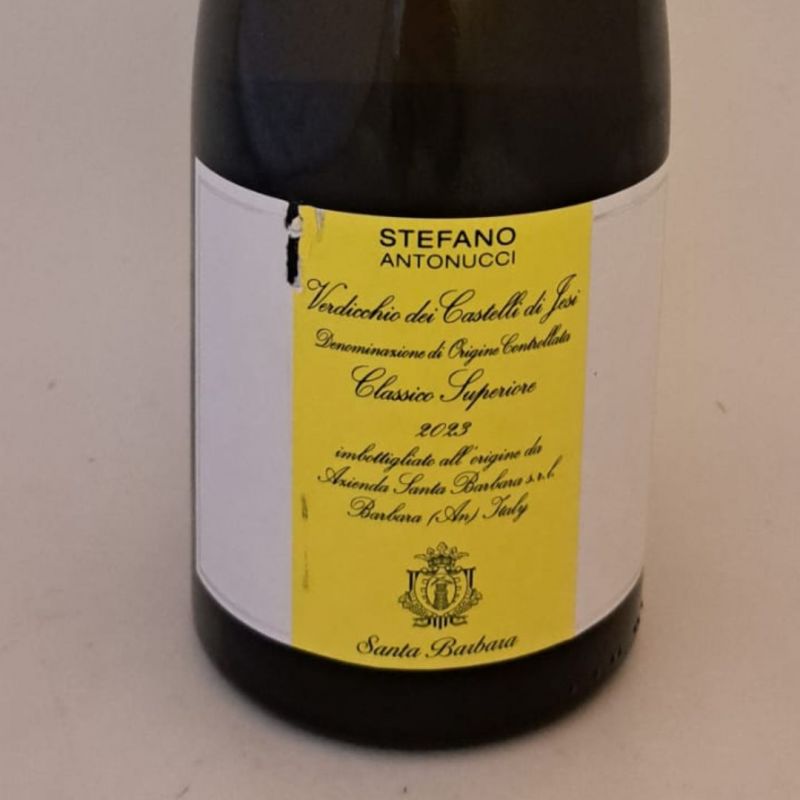 STEFANO
ANTONUCCI
Verdicchio dei Castelli di Jesi
Denominazione di Origine Controllata
Classico Superiore
2023
imbottigliato all'origine da
Azienda Santa Barbara s.r.l.
Barbara (An) Italy
Santa Barbara